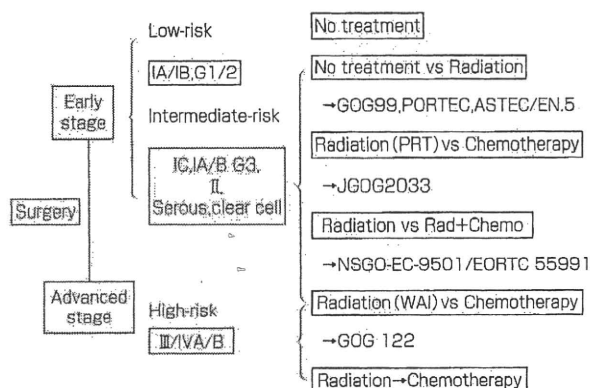 Surgery
Early
stage
Advanced
stage
Low-risk
IA/IB,G1/2
Intermediate-risk
IC,IA/B G3,
II,
Serous,clear cell
High-risk
III/IVA/B
No treatment
No treatment vs Radiation
→GOG99,PORTEC,ASTEC/EN.5
Radiation(PRT)vs Chemotherapy
→JGOG2033
Radiation vs Rad+Chemo
→NSGO-EC-9501/EORTC 55991
Radiation(WAI)vs Chemotherapy
→GOG 122
Radiation→Chemotherapy